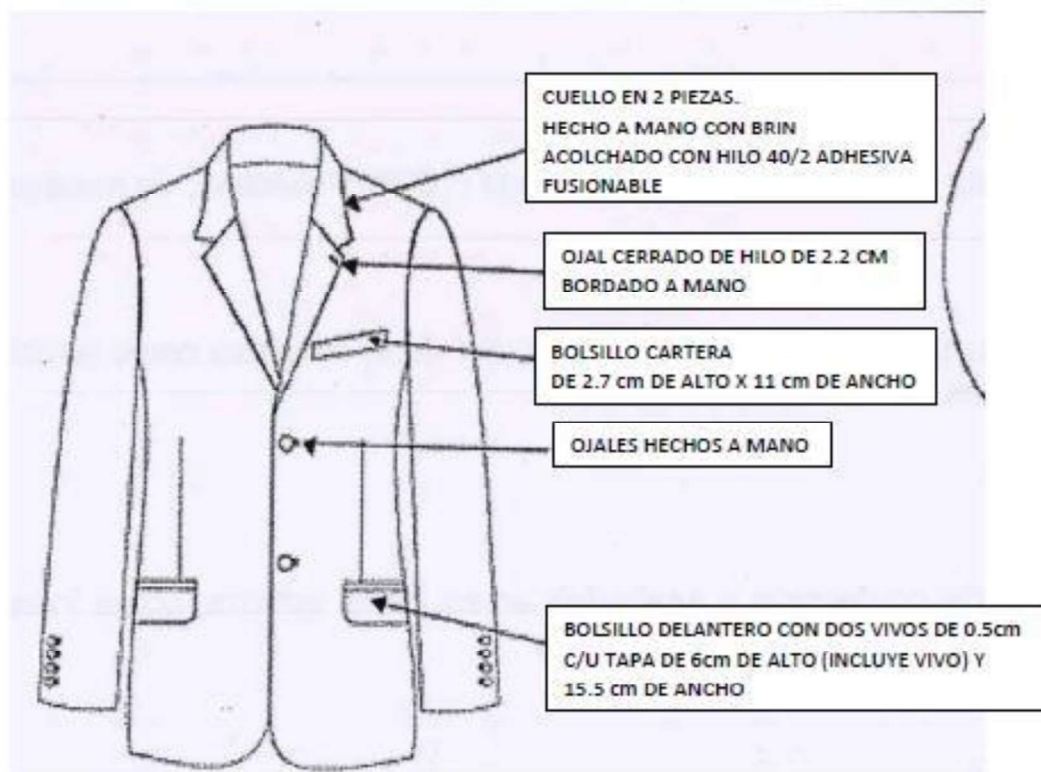 CUELLO EN 2 PIEZAS.
HECHO A MANO CON BRIN
ACOLCHADO CON HILO 40/2 ADHESIVA
FUSIONABLE
OJAL CERRADO DE HILO DE 2.2 CM
BORDADO A MANO
BOLSILLO CARTERA
DE 2.7 cm DE ALTO X 11 cm DE ANCHO
OJALES HECHOS A MANO
BOLSILLO DELANTERO CON DOS VIVOS DE 0.5cm
C/U TAPA DE 6cm DE ALTO (INCLUYE VIVO) Y
15.5 cm DE ANCHO